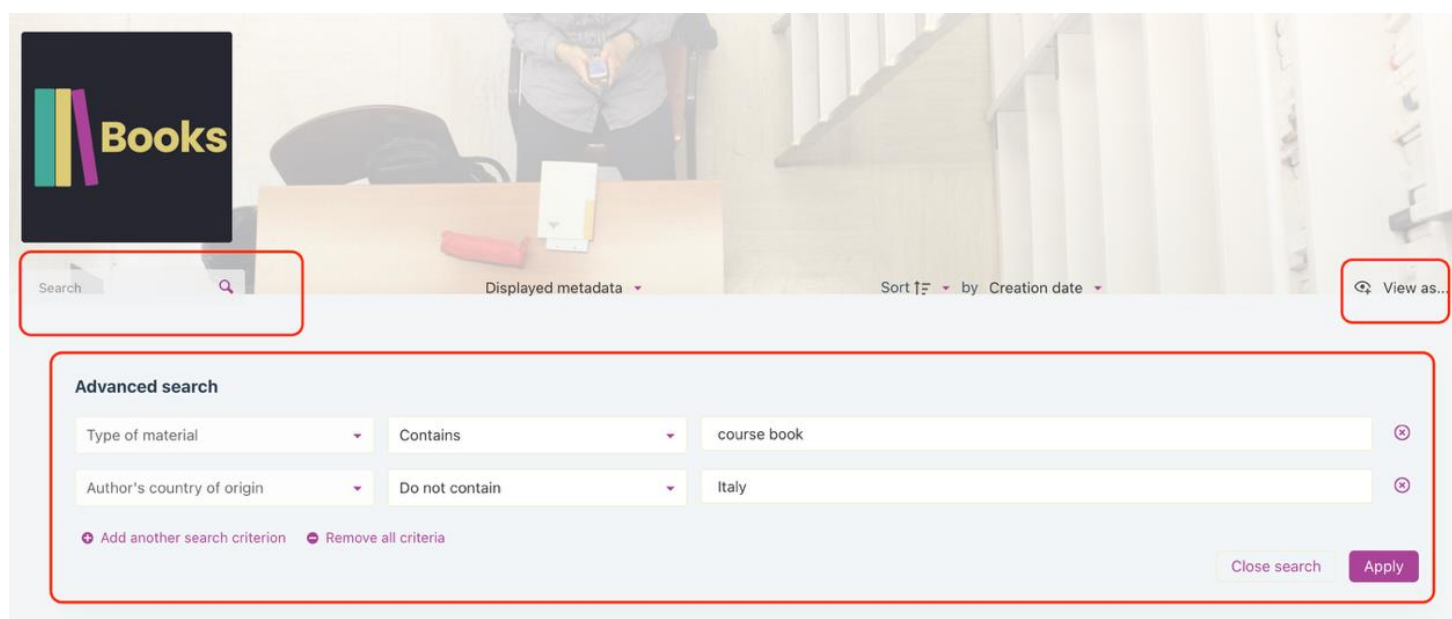 Books
Search Displayed metadata Sort by Creation date View as...
Advanced search
Type of material Contains course book
Author's country of origin Do not contain Italy
Add another search criterion Remove all criteria
Close search Apply